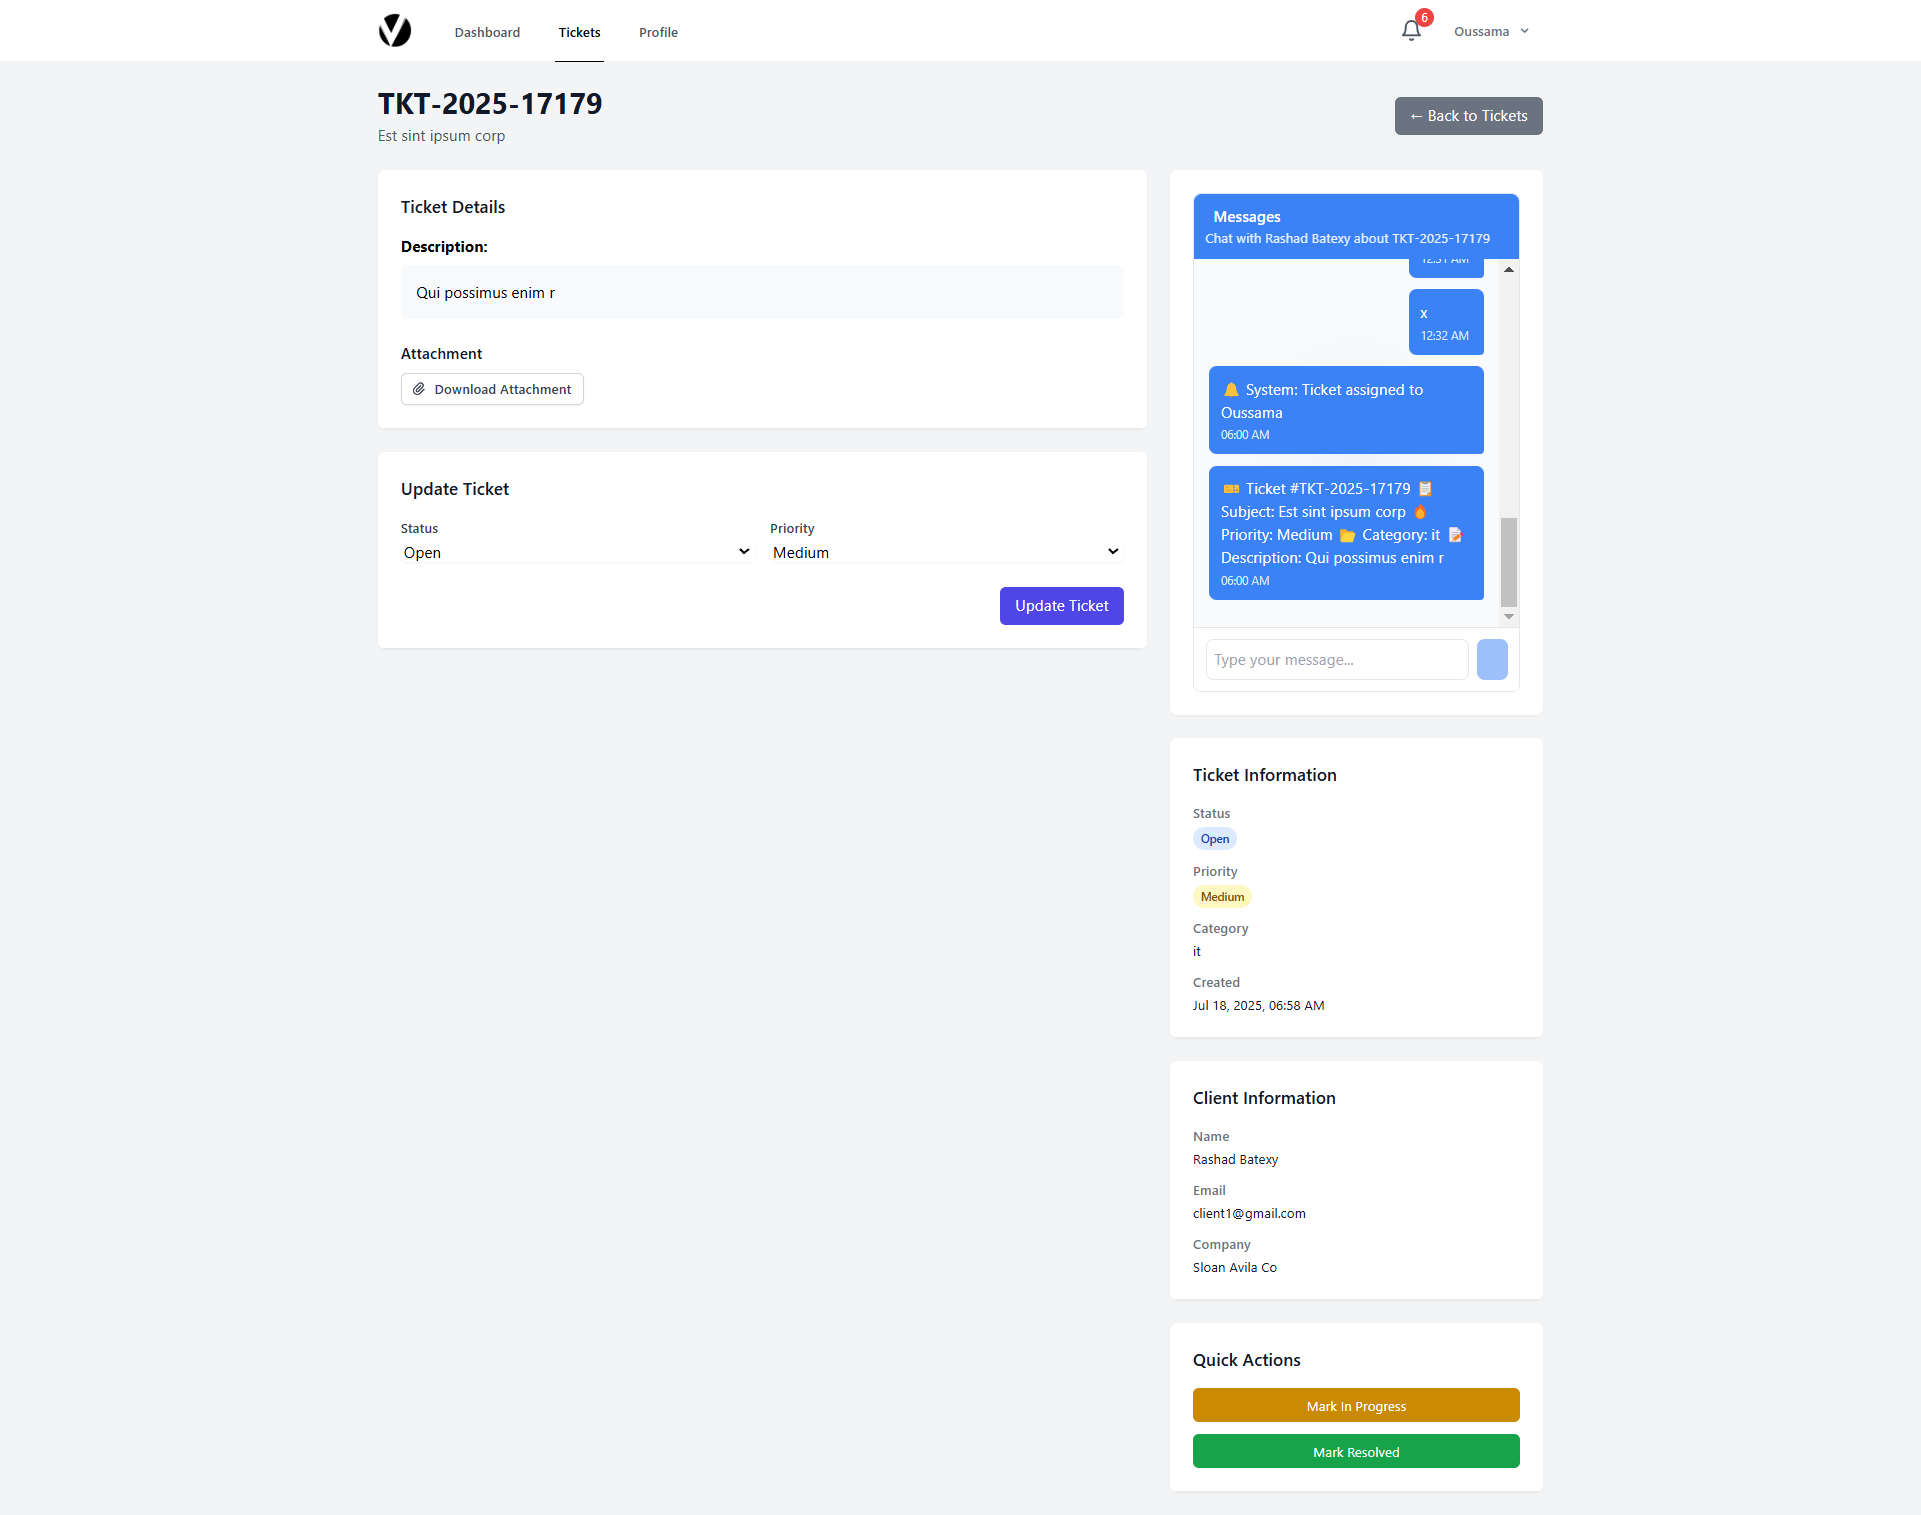 Dashboard
Tickets
Profile
6
Oussama
TKT-2025-17179
Est sint ipsum corp
← Back to Tickets
Ticket Details
Description:
Qui possimus enim r
Attachment
Download Attachment
Update Ticket
Status
Open
Priority
Medium
Update Ticket
Messages
Chat with Rashad Batexy about TKT-2025-17179
x
12:32 AM
🔔 System: Ticket assigned to
Oussama
06:00 AM
🎫 Ticket #TKT-2025-17179 📋
Subject: Est sint ipsum corp 🔥
Priority: Medium 📂 Category: it 📝
Description: Qui possimus enim r
06:00 AM
Type your message...
Ticket Information
Status
Open
Priority
Medium
Category
it
Created
Jul 18, 2025, 06:58 AM
Client Information
Name
Rashad Batexy
Email
client1@gmail.com
Company
Sloan Avila Co
Quick Actions
Mark In Progress
Mark Resolved